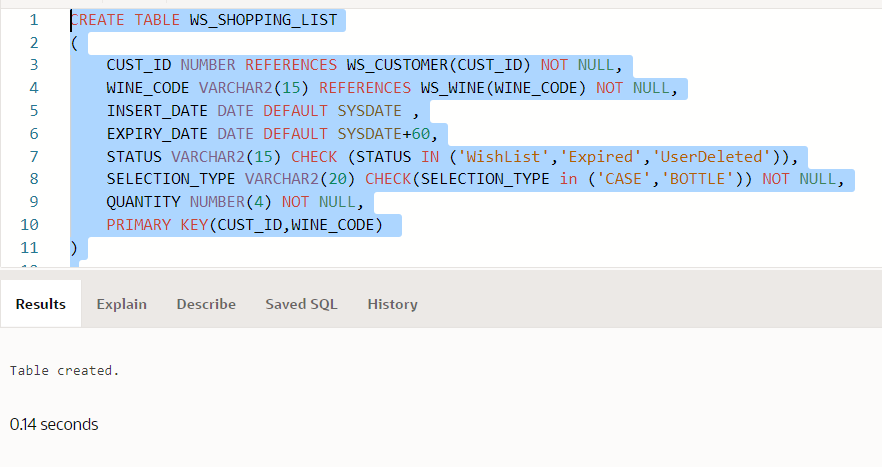 1 CREATE TABLE WS_SHOPPING_LIST
2 (
3 CUST_ID NUMBER REFERENCES WS_CUSTOMER(CUST_ID) NOT NULL,
4 WINE_CODE VARCHAR2(15) REFERENCES WS_WINE(WINE_CODE) NOT NULL,
5 INSERT_DATE DATE DEFAULT SYSDATE ,
6 EXPIRY_DATE DATE DEFAULT SYSDATE+60,
7 STATUS VARCHAR2(15) CHECK (STATUS IN ('WishList','Expired','UserDeleted')),
8 SELECTION_TYPE VARCHAR2(20) CHECK(SELECTION_TYPE in ('CASE','BOTTLE')) NOT NULL,
9 QUANTITY NUMBER(4) NOT NULL,
10 PRIMARY KEY(CUST_ID,WINE_CODE)
11 )
Results Explain Describe Saved SQL History
Table created.
0.14 seconds